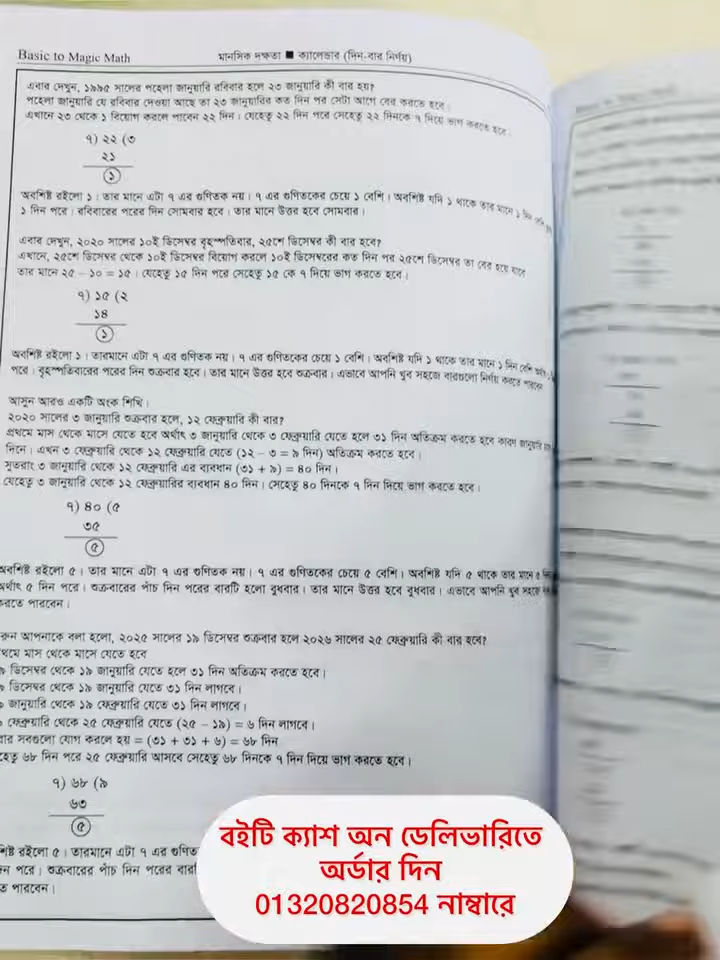 Basic to Magic Math
মানসিক দক্ষতা ■ ক্যালেন্ডার (দিন-বার নির্ণয়)
এবার দেখুন, ১৯৯৫ সালের পহেলা জানুয়ারি রবিবার হলে ২৩ জানুয়ারি কী বার হয়?
পহেলা জানুয়ারি যে রবিবার দেওয়া আছে তা ২৩ জানুয়ারির কত দিন পর সেটা আগে বের করতে হবে।
এখানে ২৩ থেকে ১ বিয়োগ করলে পাবেন ২২ দিন। যেহেতু ২২ দিন পরে সেহেতু ২২ দিনকে ৭ দিয়ে ভাগ করতে হবে।
৭) ২২ (৩
২১
১
অবশিষ্ট রইলো ১। তার মানে এটা ৭ এর গুণিতক নয়। ৭ এর গুণিতকের চেয়ে ১ বেশি। অবশিষ্ট যদি ১ থাকে তার মানে ১ দিন বেশি
১ দিন পরে। রবিবারের পরের দিন সোমবার হবে। তার মানে উত্তর হবে সোমবার।
এবার দেখুন, ২০২০ সালের ১০ই ডিসেম্বর বৃহস্পতিবার, ২৫শে ডিসেম্বর কী বার হবে?
এখানে, ২৫শে ডিসেম্বর থেকে ১০ই ডিসেম্বর বিয়োগ করলে ১০ই ডিসেম্বরের কত দিন পর ২৫শে ডিসেম্বর তা বের হয়ে যাবে
তার মানে ২৫ – ১০ = ১৫। যেহেতু ১৫ দিন পরে সেহেতু ১৫ কে ৭ দিয়ে ভাগ করতে হবে।
৭) ১৫ (২
১৪
১
অবশিষ্ট রইলো ১। তারমানে এটা ৭ এর গুণিতক নয়। ৭ এর গুণিতকের চেয়ে ১ বেশি। অবশিষ্ট যদি ১ থাকে তার মানে ১ দিন বেশি
পরে। বৃহস্পতিবারের পরের দিন শুক্রবার হবে। তার মানে উত্তর হবে শুক্রবার। এভাবে আপনি খুব সহজে বারগুলো নির্ণয় করতে পারবেন
আসুন আরও একটি অংক শিখি।
২০২০ সালের ৩ জানুয়ারি শুক্রবার হলে, ১২ ফেব্রুয়ারি কী বার?
প্রথমে মাস থেকে মাসে যেতে হবে অর্থাৎ ৩ জানুয়ারি থেকে ৩ ফেব্রুয়ারি যেতে হলে ৩১ দিন অতিক্রম করতে হবে কারণ জানুয়ারি
দিনে। এখন ৩ ফেব্রুয়ারি থেকে ১২ ফেব্রুয়ারি যেতে (১২ – ৩ = ৯ দিন) অতিক্রম করতে হবে।
সুতরাং ৩ জানুয়ারি থেকে ১২ ফেব্রুয়ারি এর ব্যবধান (৩১ + ৯) = ৪০ দিন।
যেহেতু ৩ জানুয়ারি থেকে ১২ ফেব্রুয়ারির ব্যবধান ৪০ দিন। সেহেতু ৪০ দিনকে ৭ দিন দিয়ে ভাগ করতে হবে।
৭) ৪০ (৫
৩৫
৫
অবশিষ্ট রইলো ৫। তার মানে এটা ৭ এর গুণিতক নয়। ৭ এর গুণিতকের চেয়ে ৫ বেশি। অবশিষ্ট যদি ৫ থাকে তার মানে ৫
অর্থাৎ ৫ দিন পরে। শুক্রবারের পাঁচ দিন পরের বারটি হলো বুধবার। তার মানে উত্তর হবে বুধবার। এভাবে আপনি খুব সহজে
করতে পারবেন।
রুন আপনাকে বলা হলো, ২০২৫ সালের ১৯ ডিসেম্বর শুক্রবার হলে ২০২৬ সালের ২৫ ফেব্রুয়ারি কী বার হবে?
থমে মাস থেকে মাসে যেতে হবে
৯ ডিসেম্বর থেকে ১৯ জানুয়ারি যেতে হলে ৩১ দিন অতিক্রম করতে হবে।
৯ ডিসেম্বর থেকে ১৯ জানুয়ারি যেতে ৩১ দিন লাগবে।
৯ জানুয়ারি থেকে ১৯ ফেব্রুয়ারি যেতে ৩১ দিন লাগবে।
ফেব্রুয়ারি থেকে ২৫ ফেব্রুয়ারি যেতে (২৫ – ১৯) = ৬ দিন লাগবে।
বার সবগুলো যোগ করলে হয় = (৩১ + ৩১ + ৬) = ৬৮ দিন
হেতু ৬৮ দিন পরে ২৫ ফেব্রুয়ারি আসবে সেহেতু ৬৮ দিনকে ৭ দিন দিয়ে ভাগ করতে হবে।
৭) ৬৮ (৯
৬৩
৫
শিষ্ট রইলো ৫। তারমানে এটা ৭ এর গুণিত
ন পরে। শুক্রবারের পাঁচ দিন পরের বারটি
ত পারবেন।
বইটি ক্যাশ অন ডেলিভারিতে
অর্ডার দিন
01320820854 নাম্বারে